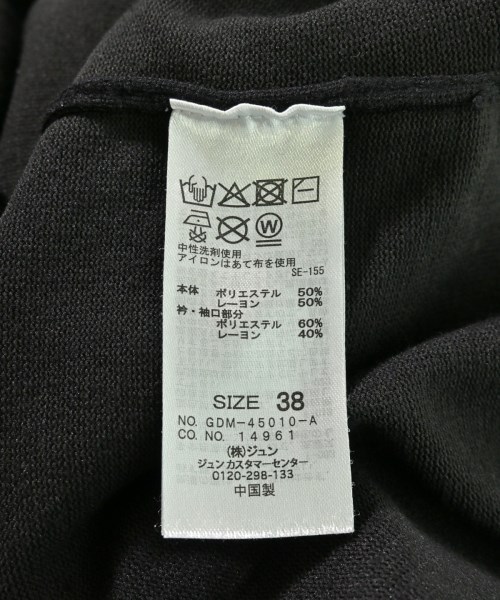 W
中性洗剤使用
アイロンはあて布を使用
SE-155
本体 ポリエステル 50%
レーヨン 50%
衿・袖口部分
ポリエステル 60%
レーヨン 40%
SIZE 38
NO. GDM-45010-A
CO. NO. 14961
(株)ジュン
ジュンカスタマーセンター
0120-298-133
中国製